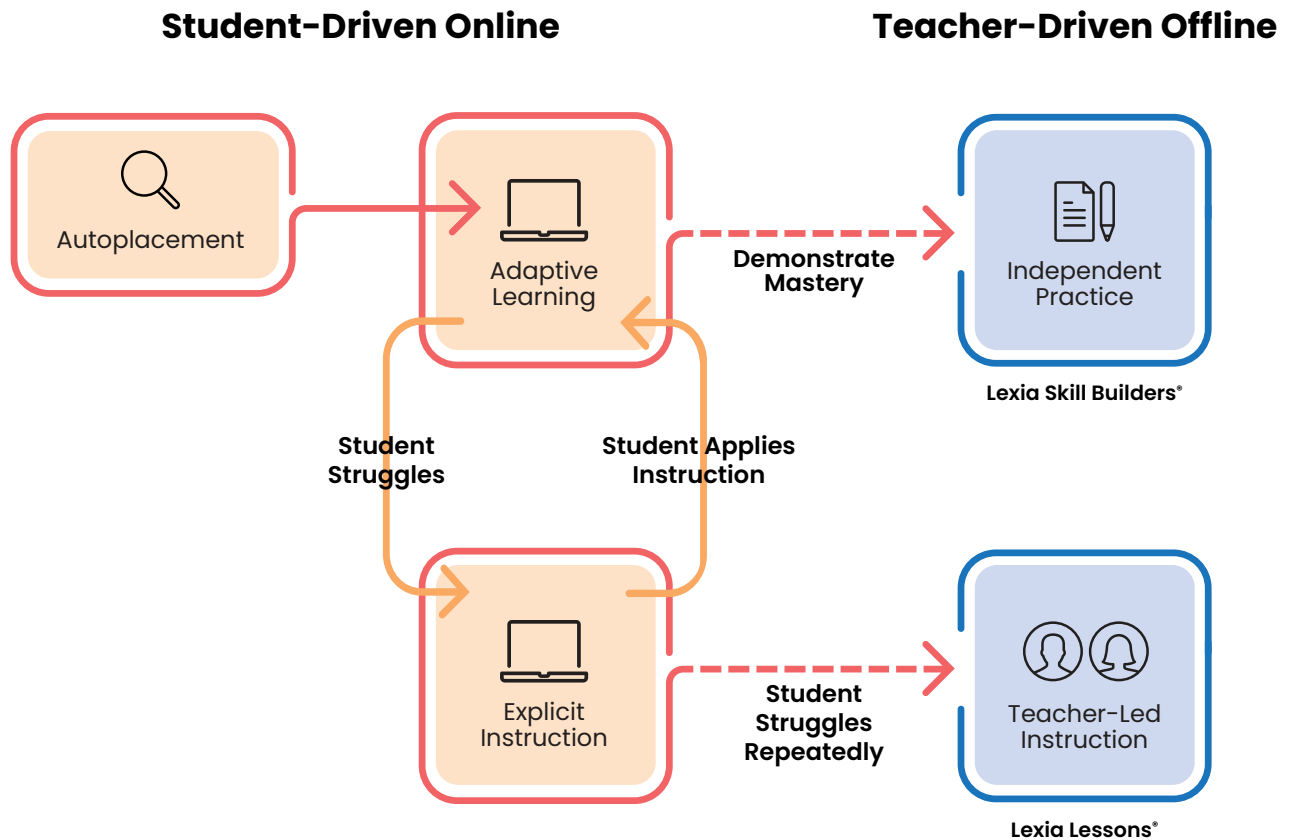 Student-Driven Online
Teacher-Driven Offline
Autoplacement
Adaptive
Learning
Demonstrate
Mastery
Independent
Practice
Lexia Skill Builders®
Student
Struggles
Student Applies
Instruction
Explicit
Instruction
Student
Struggles
Repeatedly
Teacher-Led
Instruction
Lexia Lessons®